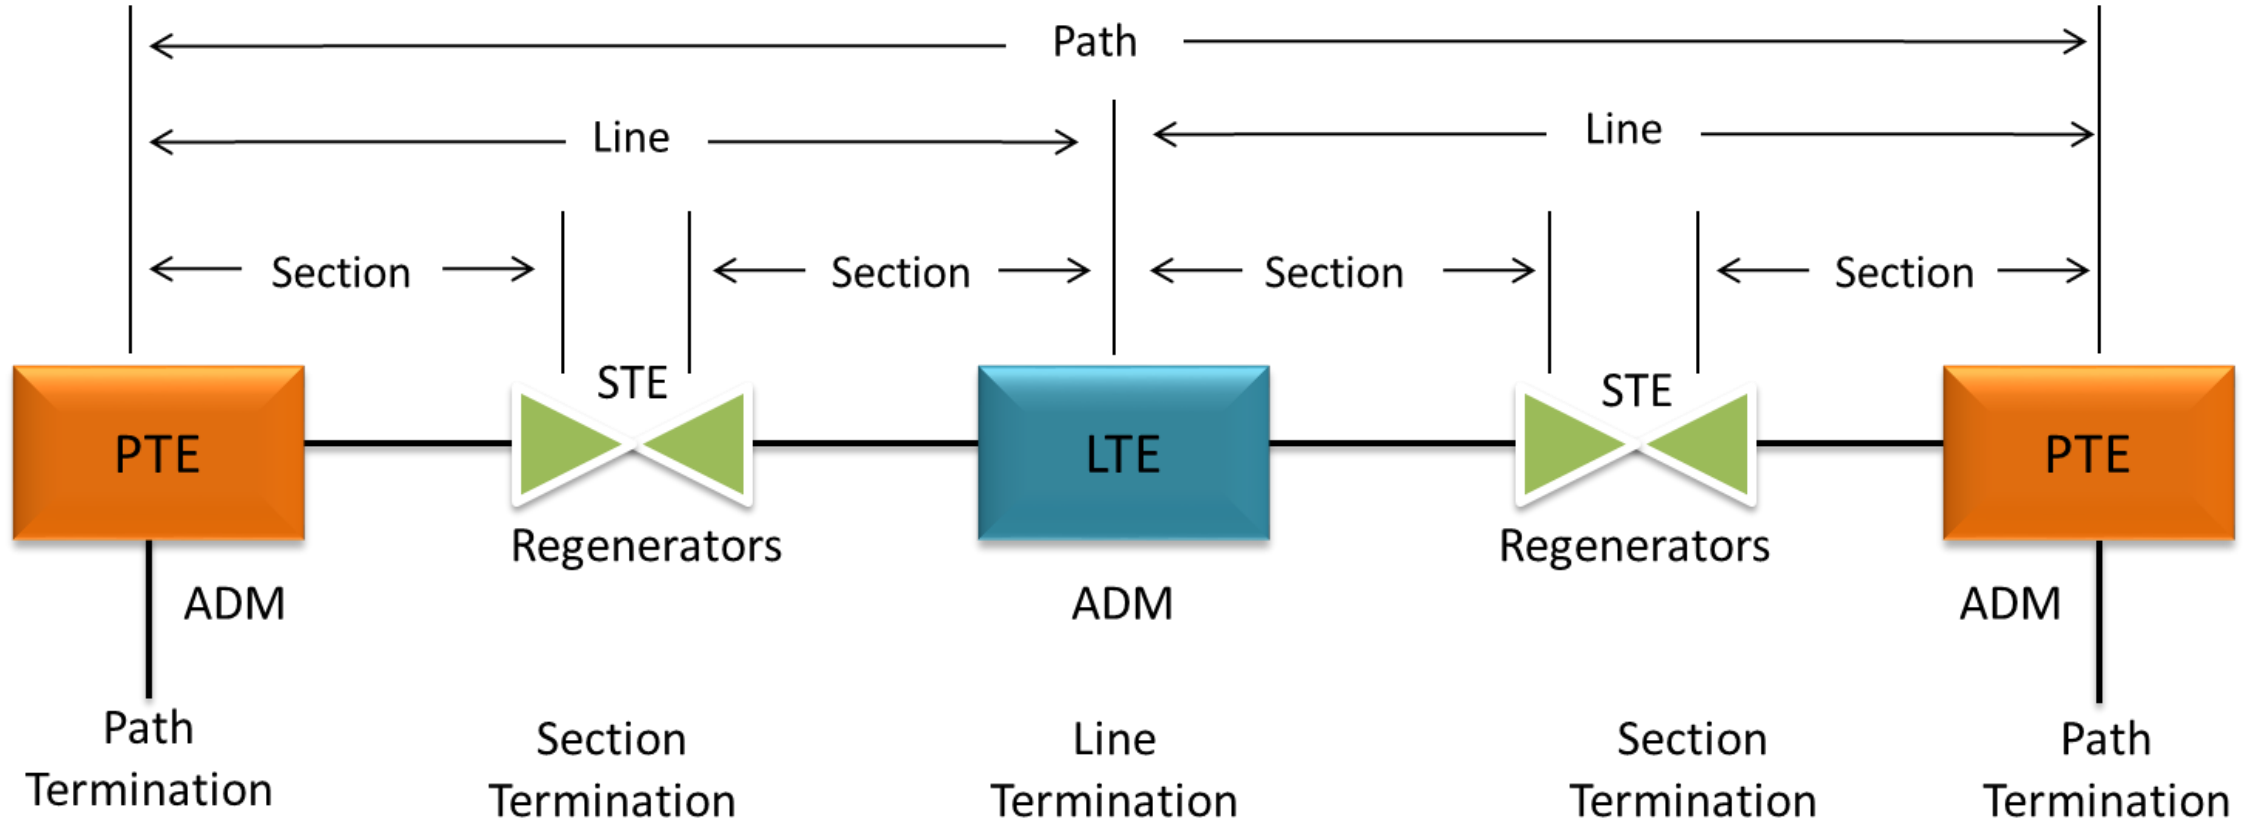 Path
Line
Line
Section
Section
Section
Section
STE
STE
PTE
LTE
PTE
Regenerators
Regenerators
ADM
ADM
ADM
Path
Termination
Section
Termination
Line
Termination
Section
Termination
Path
Termination